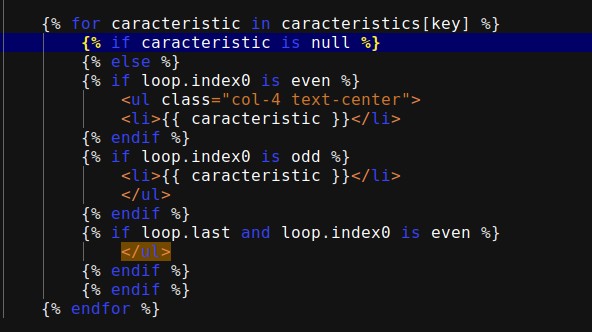 {% for caracteristic in caracteristics[key] %}
{% if caracteristic is null %}
{% else %}
{% if loop.index0 is even %}
<ul class="col-4 text-center">
<li>{{ caracteristic }}</li>
{% endif %}
{% if loop.index0 is odd %}
<li>{{ caracteristic }}</li>
</ul>
{% endif %}
{% if loop.last and loop.index0 is even %}
</ul>
{% endif %}
{% endif %}
{% endfor %}